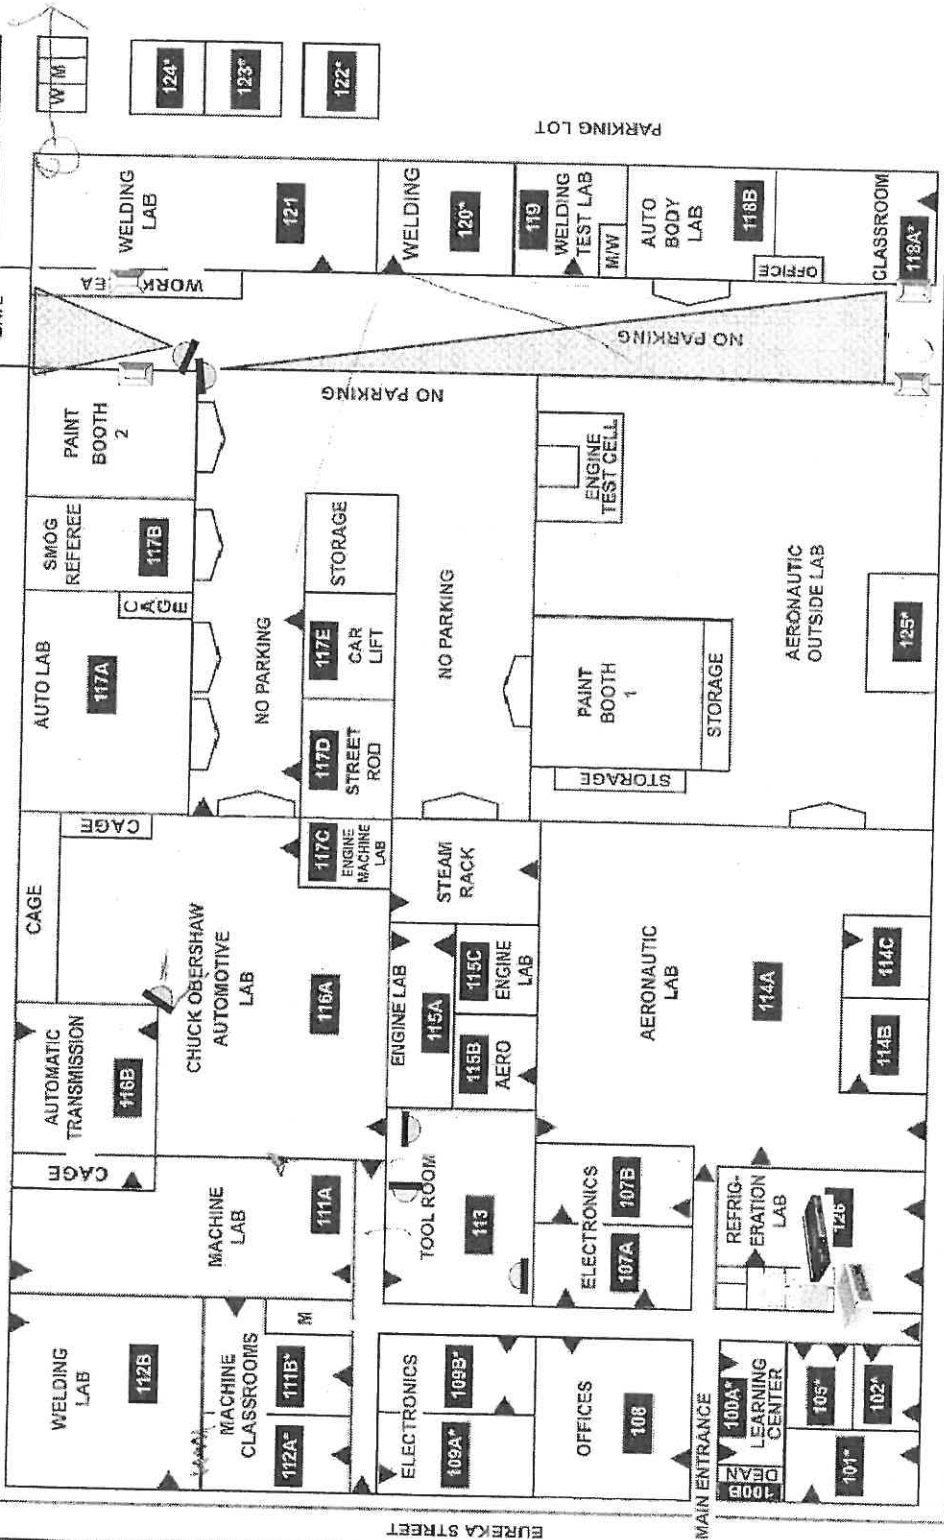 W M
124*
123*
122*
PARKING LOT
WELDING
LAB
121
WELDING
120*
119
WELDING
TEST LAB
M/W
AUTO
BODY
LAB
118B
OFFICE
CLASSROOM
118A*
WORK
EA
NO PARKING
NO PARKING
PAINT
BOOTH
2
SMOG
REFEREE
117B
CAGE
AUTO LAB
117A
NO PARKING
STORAGE
117E
CAR
LIFT
117D
STREET
ROD
117C
ENGINE
MACHINE
LAB
NO PARKING
ENGINE
TEST CELL
PAINT
BOOTH
1
STORAGE
STORAGE
AERONAUTIC
OUTSIDE LAB
125*
CAGE
CAGE
CHUCK OBERSHAW
AUTOMOTIVE
LAB
116A
AUTOMATIC
TRANSMISSION
116B
CAGE
STEAM
RACK
ENGINE LAB
115A
115C
ENGINE
LAB
115B
AERO
AERONAUTIC
LAB
114A
114C
114B
MACHINE
LAB
111A
TOOL ROOM
113
ELECTRONICS
107B
107A
REFRIG-
ERATION
LAB
126
WELDING
LAB
112B
MACHINE
CLASSROOMS
M
111B*
112A*
ELECTRONICS
109B*
109A*
OFFICES
108
MAIN ENTRANCE
100A*
LEARNING
CENTER
DEAN
100B
105*
102*
101*
EUREKA STREET